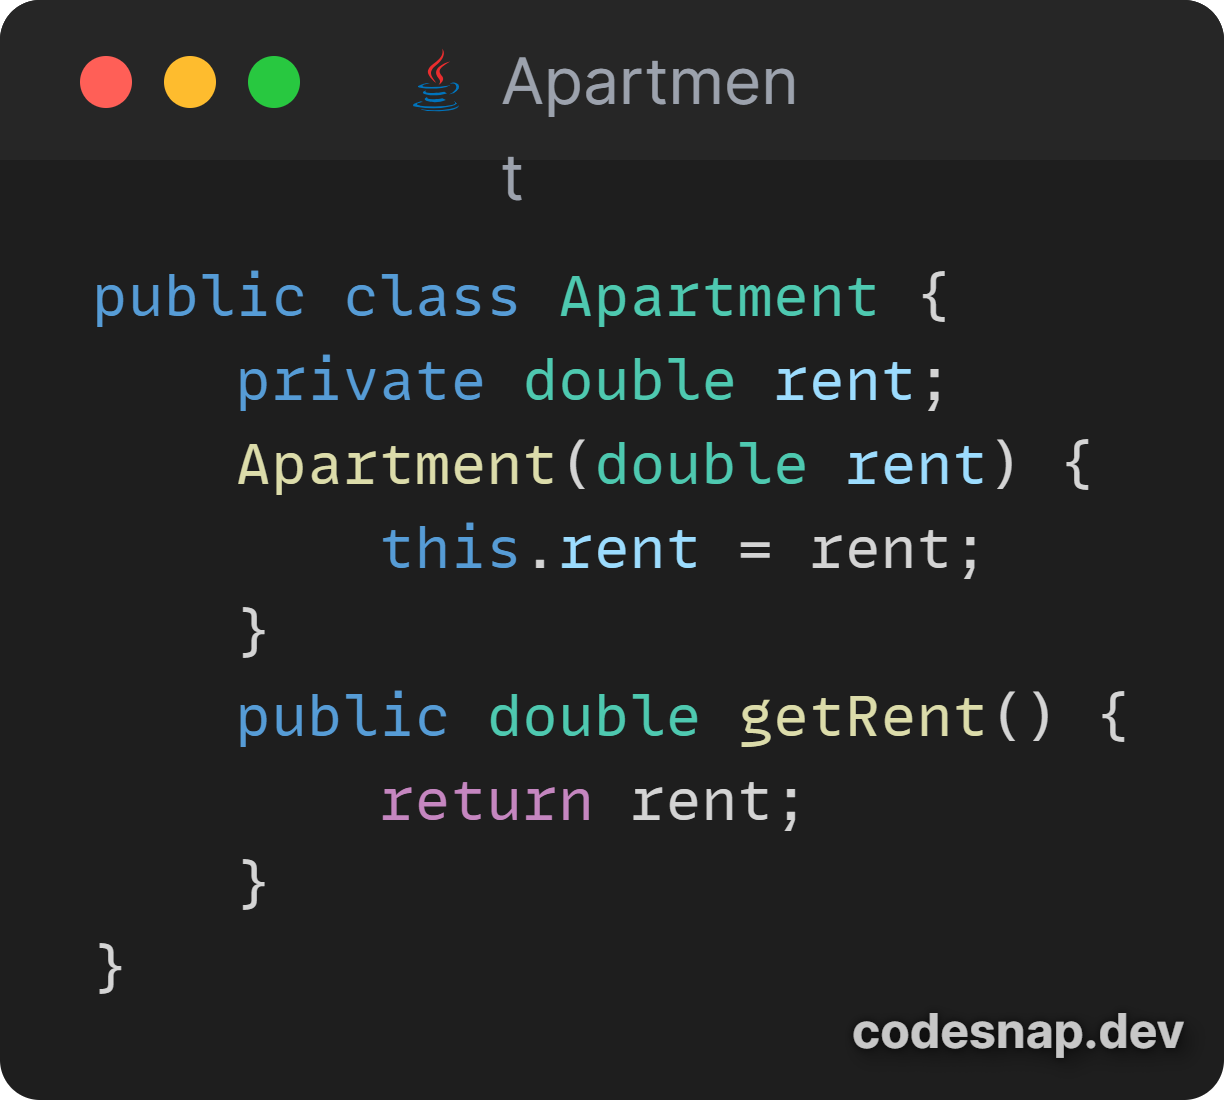 Apartmen
t
public class Apartment {
    private double rent;
    Apartment(double rent) {
        this.rent = rent;
    }
    public double getRent() {
        return rent;
    }
}
codesnap.dev